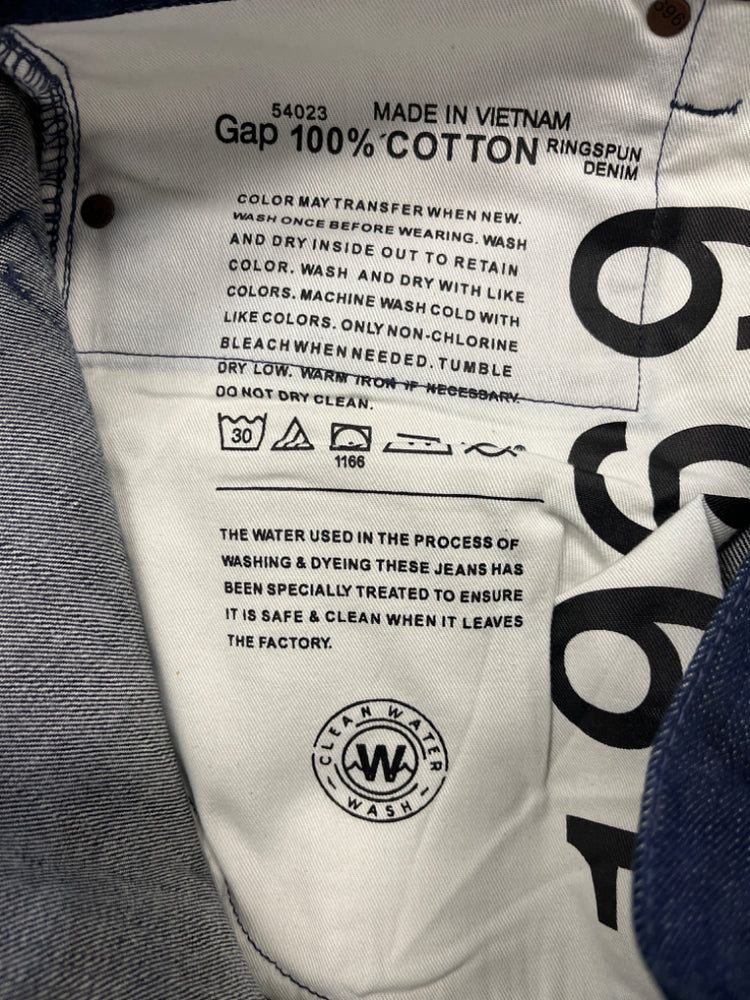 696
54023 MADE IN VIETNAM
Gap 100% COTTON RINGSPUN
DENIM
COLOR MAY TRANSFER WHEN NEW.
WASH ONCE BEFORE WEARING. WASH
AND DRY INSIDE OUT TO RETAIN
COLOR. WASH AND DRY WITH LIKE
COLORS. MACHINE WASH COLD WITH
LIKE COLORS. ONLY NON-CHLORINE
BLEACH WHEN NEEDED. TUMBLE
DRY LOW. WARM IRON IF NECESSARY.
DO NOT DRY CLEAN.
30
1166
THE WATER USED IN THE PROCESS OF
WASHING & DYEING THESE JEANS HAS
BEEN SPECIALLY TREATED TO ENSURE
IT IS SAFE & CLEAN WHEN IT LEAVES
THE FACTORY.
CLEAN WATER
W
WASH
1969